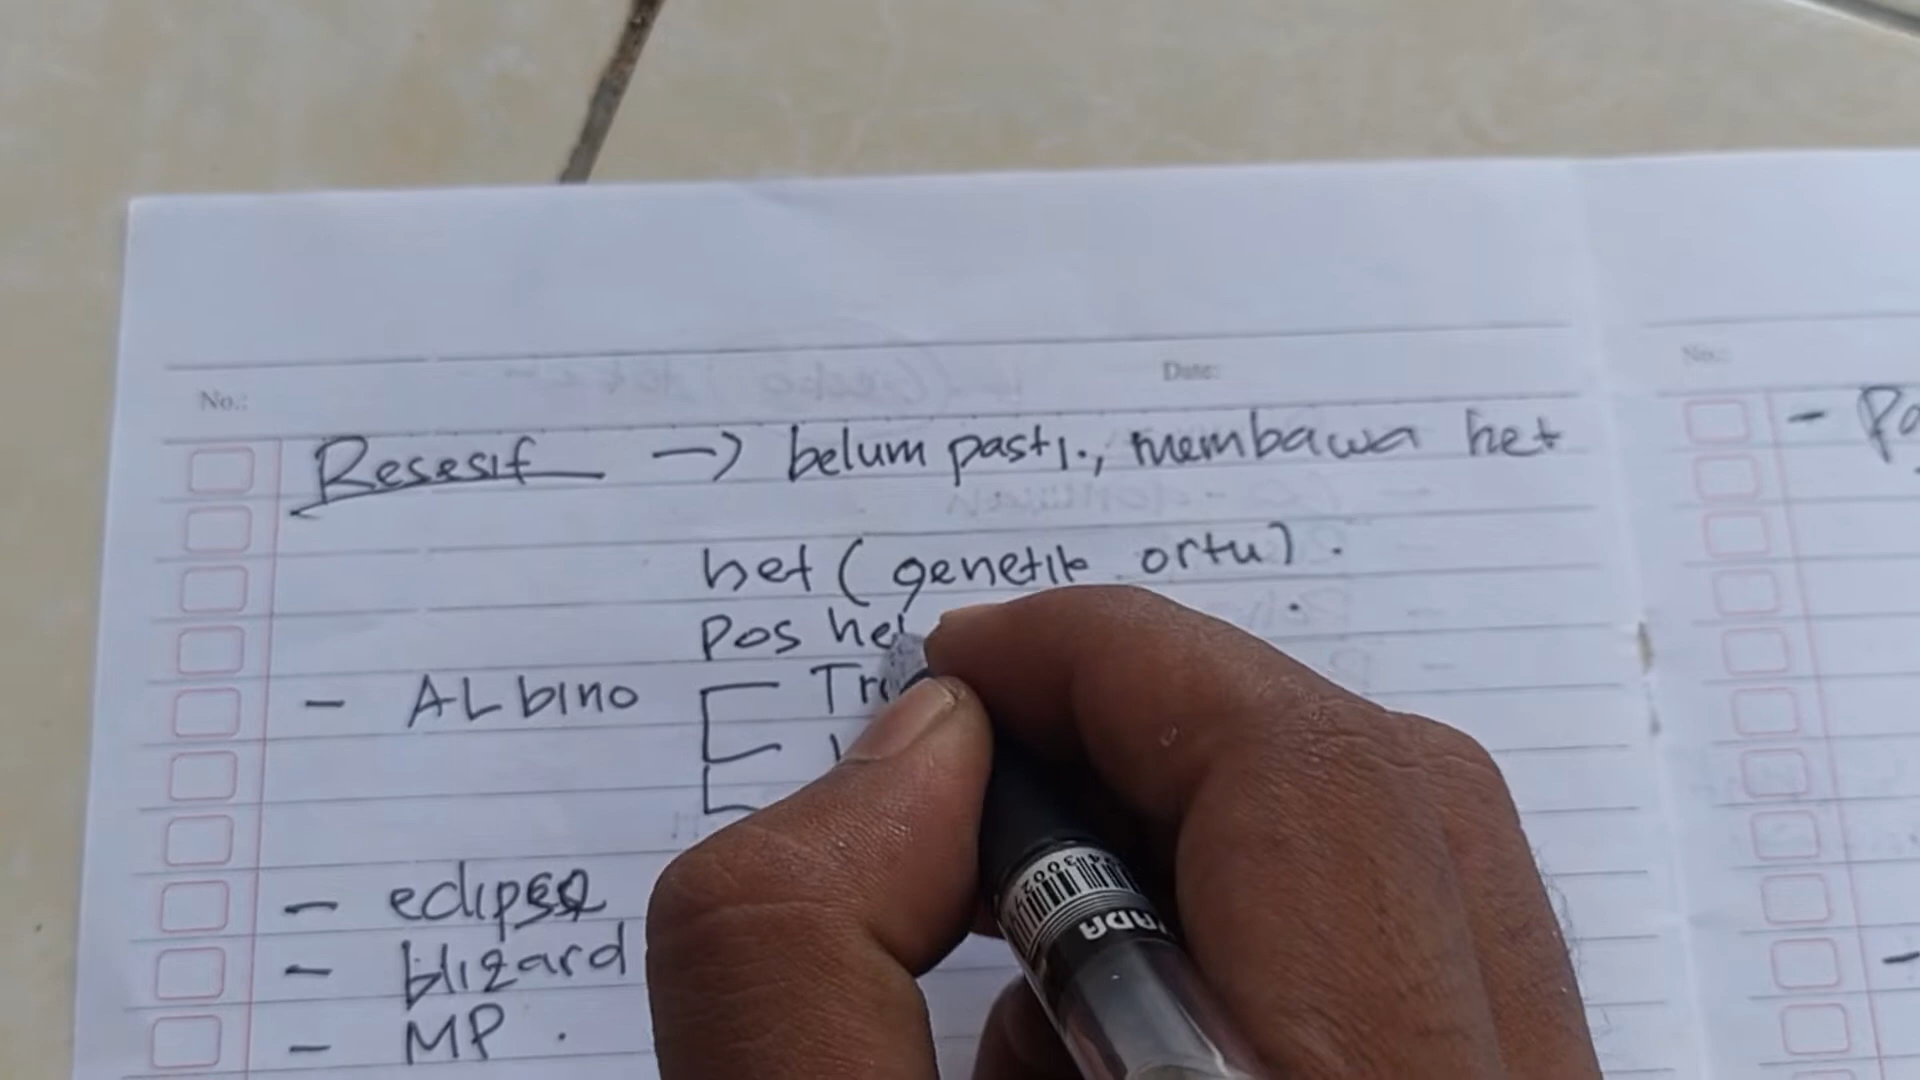 No.:
Date:
Resesif → belum pasti., membawa het
het (genetik ortu).
Pos het
- ALbino
- eclipse
- blizard
- MP.
No.: